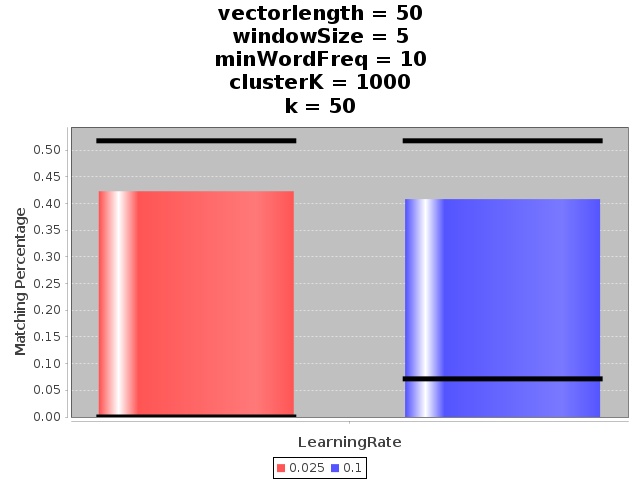 vectorlength = 50
windowSize = 5
minWordFreq = 10
clusterK = 1000
k = 50
0.50
0.45
0.40
0.35
0.30
0.25
0.20
0.15
0.10
0.05
0.00
Matching Percentage
LearningRate
0.025 0.1